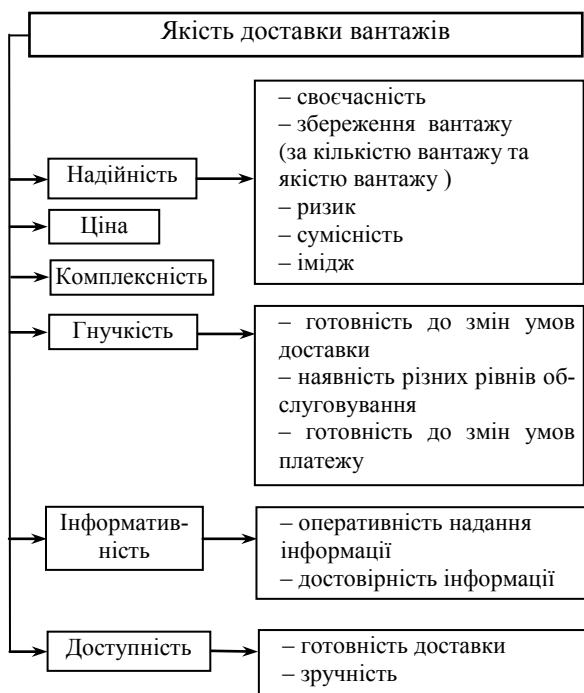 Якість доставки вантажів
– своєчасність
– збереження вантажу
(за кількістю вантажу та
якістю вантажу )
– ризик
– сумісність
– імідж
Надійність
Ціна
Комплексність
Гнучкість
– готовність до змін умов
доставки
– наявність різних рівнів об-
слуговування
– готовність до змін умов
платежу
Інформатив-
ність
– оперативність надання
інформації
– достовірність інформації
Доступність
– готовність доставки
– зручність